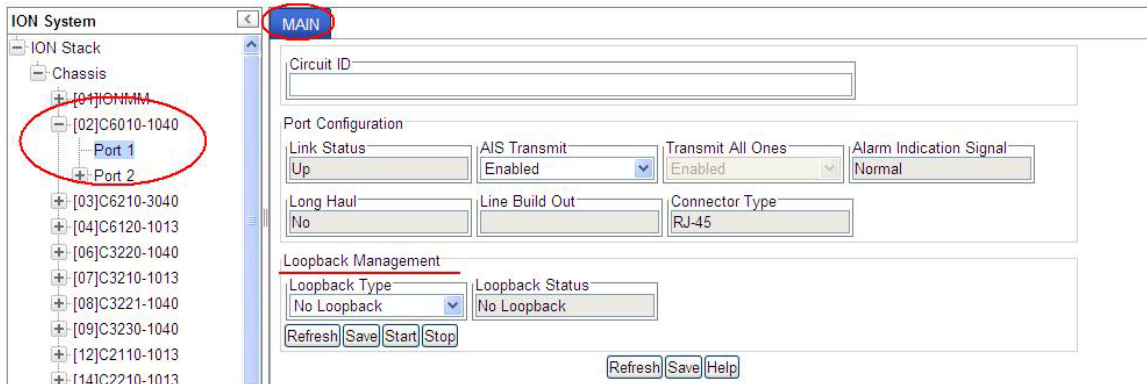 ION System
<
MAIN
ION Stack
Chassis
[01]IONMM
[02]C6010-1040
Port 1
Port 2
[03]C6210-3040
[04]C6120-1013
[06]C3220-1040
[07]C3210-1013
[08]C3221-1040
[09]C3230-1040
[12]C2110-1013
[14]C2210-1013
Circuit ID
Port Configuration
Link Status AIS Transmit Transmit All Ones Alarm Indication Signal
Up Enabled Enabled Normal
Long Haul Line Build Out Connector Type
No RJ-45
Loopback Management
Loopback Type Loopback Status
No Loopback No Loopback
Refresh Save Start Stop
Refresh Save Help